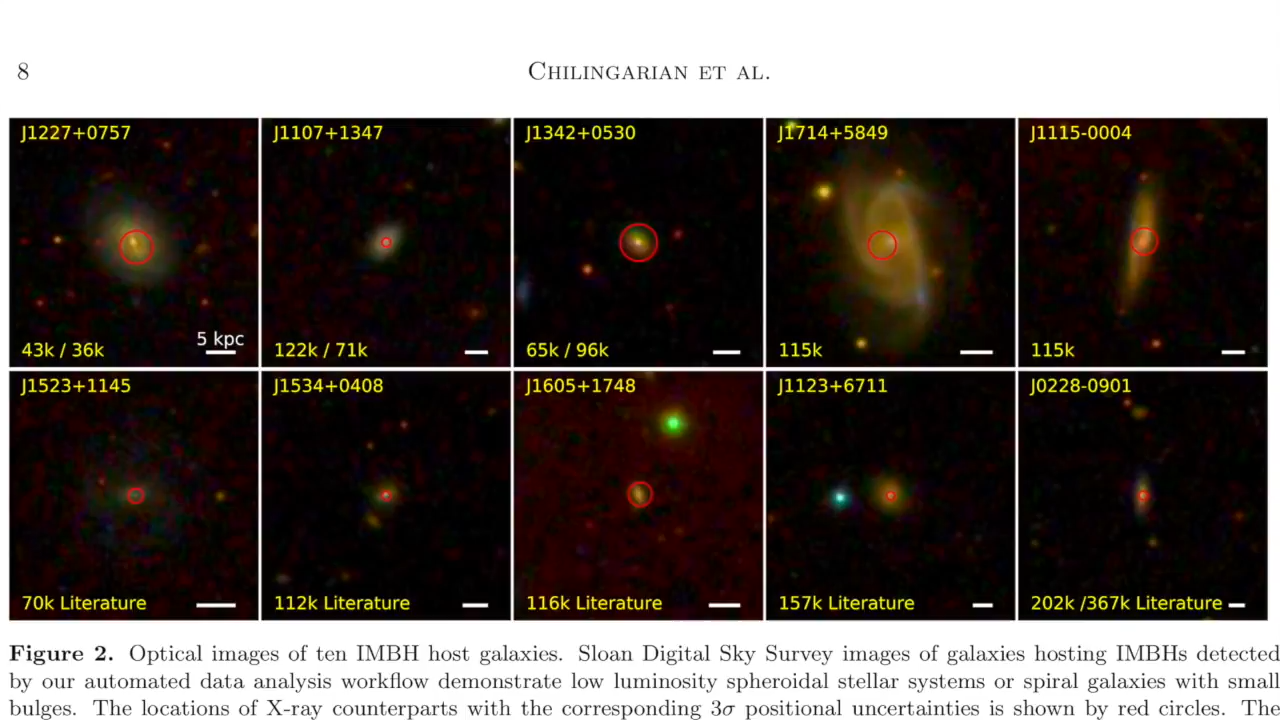 8
CHILINGARIAN ET AL.
J1227+0757
J1107+1347
J1342+0530
J1714+5849
J1115-0004
5 kpc
43k / 36k
122k / 71k
65k / 96k
115k
115k
J1523+1145
J1534+0408
J1605+1748
J1123+6711
J0228-0901
70k Literature
112k Literature
116k Literature
157k Literature
202k /367k Literature
Figure 2. Optical images of ten IMBH host galaxies. Sloan Digital Sky Survey images of galaxies hosting IMBHs detected
by our automated data analysis workflow demonstrate low luminosity spheroidal stellar systems or spiral galaxies with small
bulges. The locations of X-ray counterparts with the corresponding 3σ positional uncertainties is shown by red circles. The